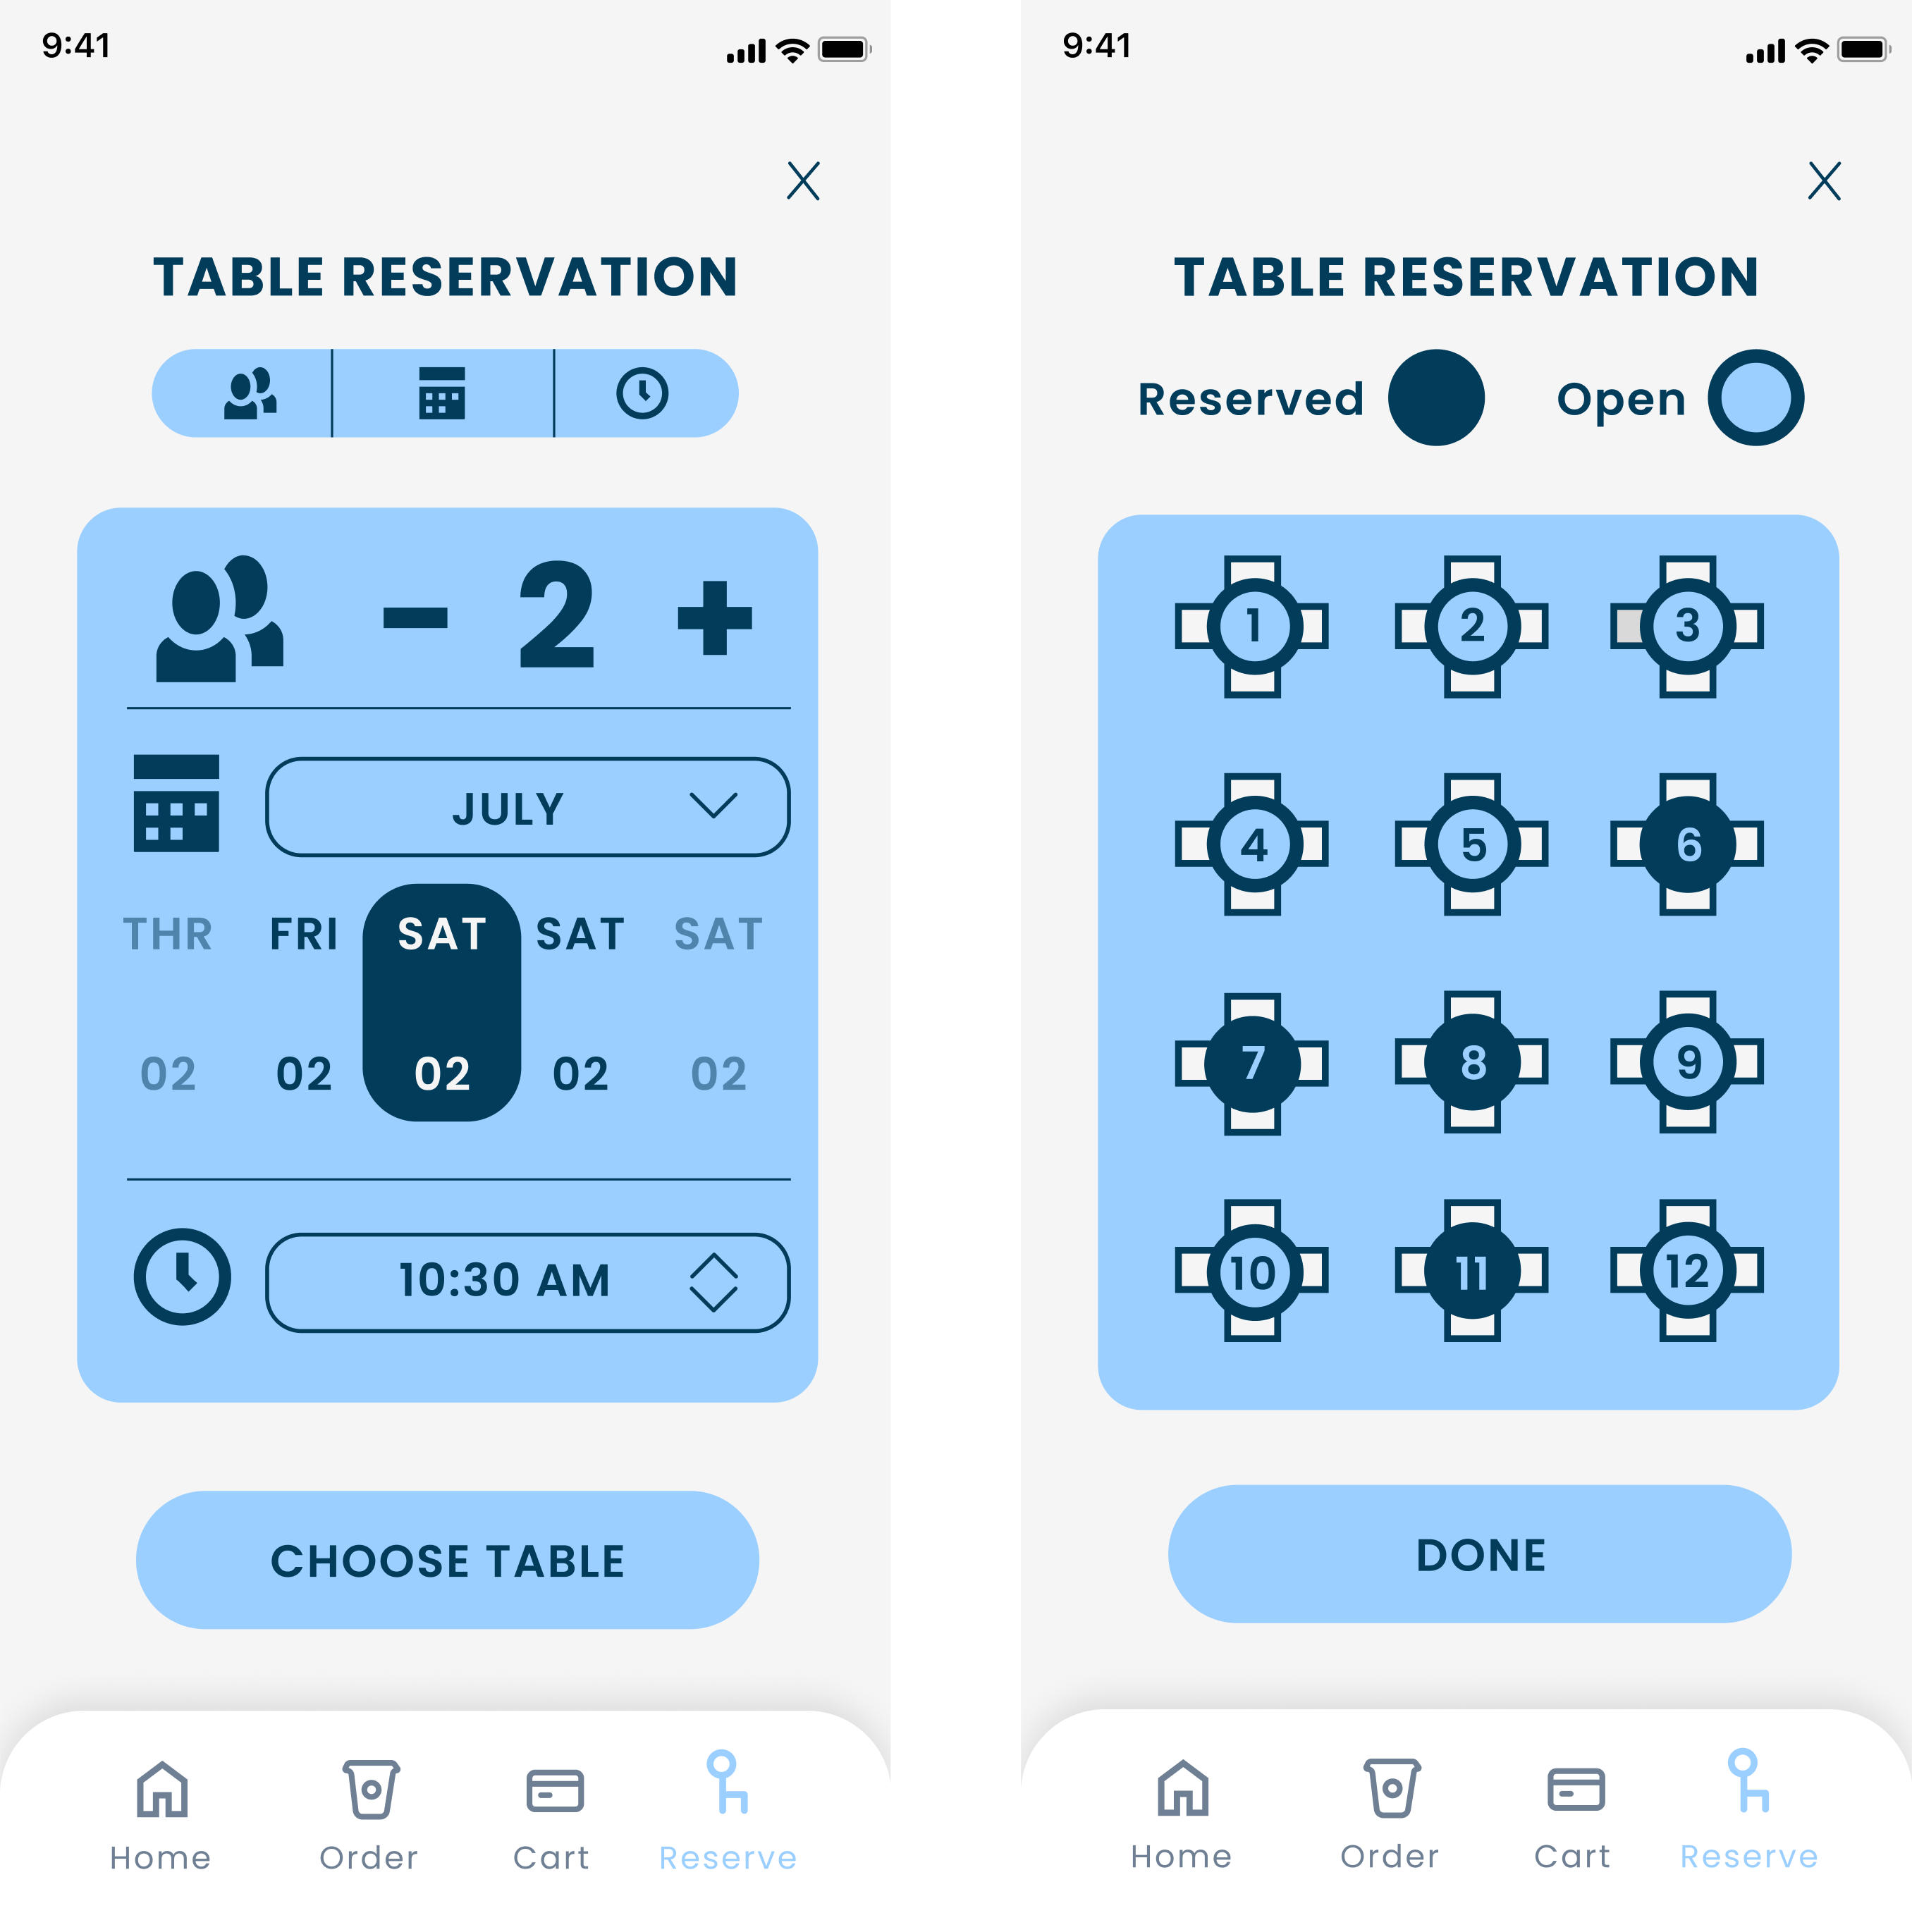 9:41
TABLE RESERVATION
2
JULY
THR FRI SAT SAT SAT
02 02 02 02 02
10:30 AM
CHOOSE TABLE
Home Order Cart Reserve
9:41
TABLE RESERVATION
Reserved Open
1 2 3
4 5 6
7 8 9
10 11 12
DONE
Home Order Cart Reserve